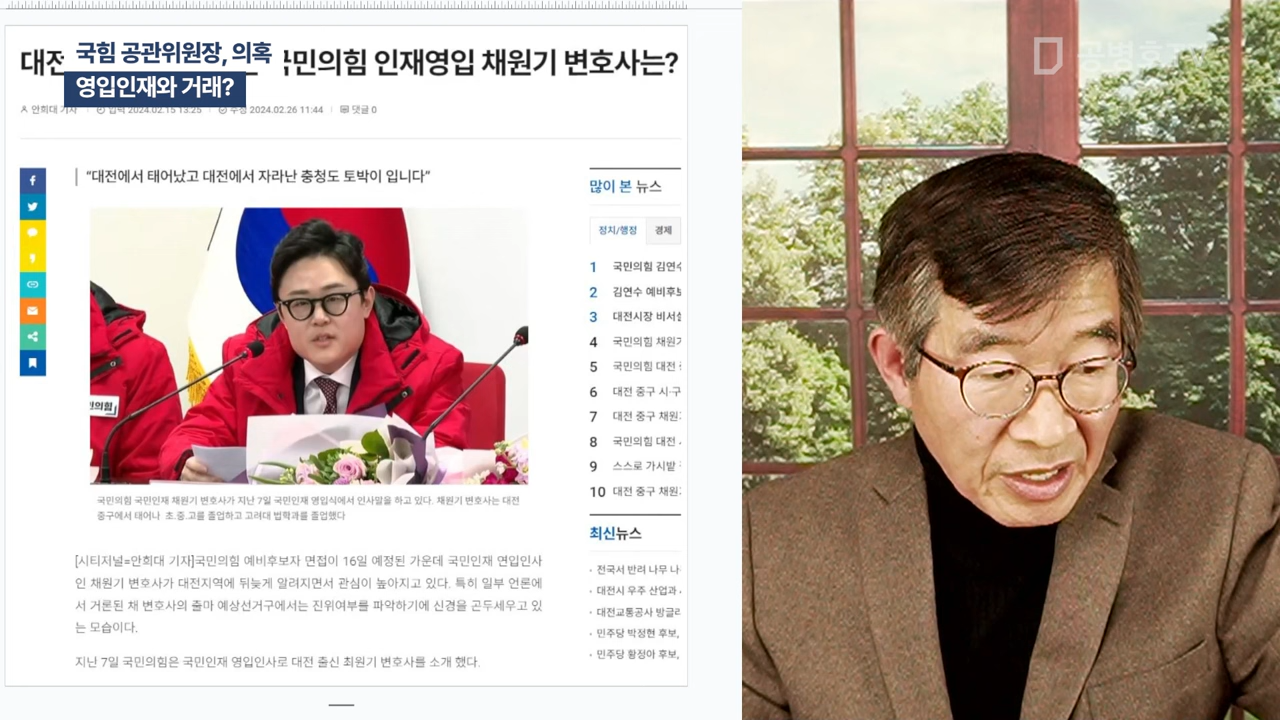 국힘 공관위원장, 의혹
영입인재와 거래?
대전 국민의힘 인재영입 채원기 변호사는?
안희대 기자 입력 2024.02.15 13:25 수정 2024.02.26 11:44 댓글 0
공병호
"대전에서 태어났고 대전에서 자라난 충청도 토박이 입니다"
국민의힘 국민인재 채원기 변호사가 지난 7일 국민인재 영입식에서 인사말을 하고 있다. 채원기 변호사는 대전
중구에서 태어나 초.중.고를 졸업하고 고려대 법학과를 졸업했다
[시티저널=안희대 기자]국민의힘 예비후보자 면접이 16일 예정된 가운데 국민인재 연입인사
인 채원기 변호사가 대전지역에 뒤늦게 알려지면서 관심이 높아지고 있다. 특히 일부 언론에
서 거론된 채 변호사의 출마 예상선거구에서는 진위여부를 파악하기에 신경을 곤두세우고 있
는 모습이다.
지난 7일 국민의힘은 국민인재 영입인사로 대전 출신 최원기 변호사를 소개 했다.
많이 본 뉴스
정치/행정 경제
1 국민의힘 김연수
2 김연수 예비후보
3 대전시장 비서실
4 국민의힘 채원기
5 국민의힘 대전
6 대전 중구 시·구
7 대전 중구 채원기
8 국민의힘 대전
9 스스로 가시밭
10 대전 중구 채원기
최신뉴스
전국서 반려 나무 나
대전시 우주 산업과
대전교통공사 방글라
민주당 박정현 후보,
민주당 황정아 후보,